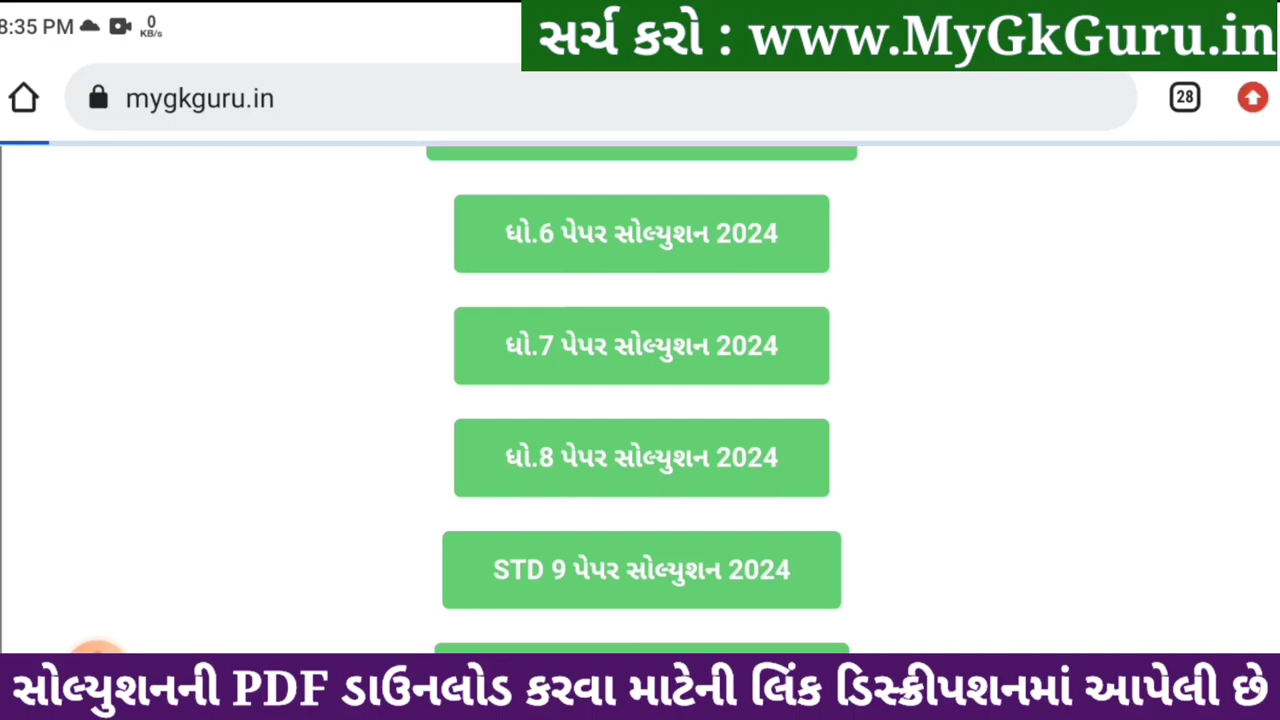 8:35 PM 0 KB/s
સર્ચ કરો : www.MyGkGuru.in
mygkguru.in
28
ધો.6 પેપર સોલ્યુશન 2024
ધો.7 પેપર સોલ્યુશન 2024
ધો.8 પેપર સોલ્યુશન 2024
STD 9 પેપર સોલ્યુશન 2024
સોલ્યુશનની PDF ડાઉનલોડ કરવા માટેની લિંક ડિસ્ક્રીપશનમાં આપેલી છે